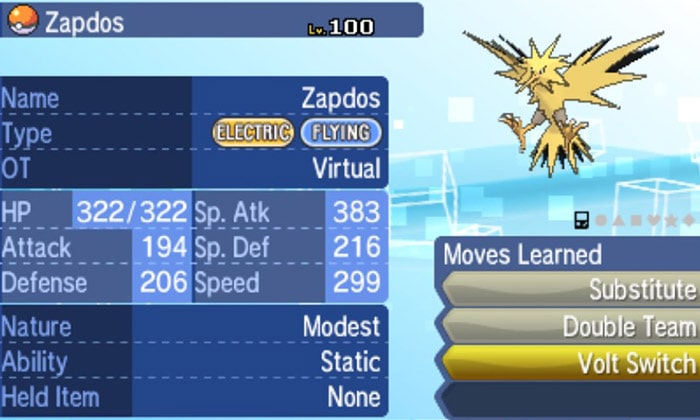 Zapdos Lv.100
Name Zapdos
Type ELECTRIC FLYING
OT Virtual
HP 322/322 Sp. Atk 383
Attack 194 Sp. Def 216
Defense 206 Speed 299
Nature Modest
Ability Static
Held Item None
Moves Learned
Substitute
Double Team
Volt Switch